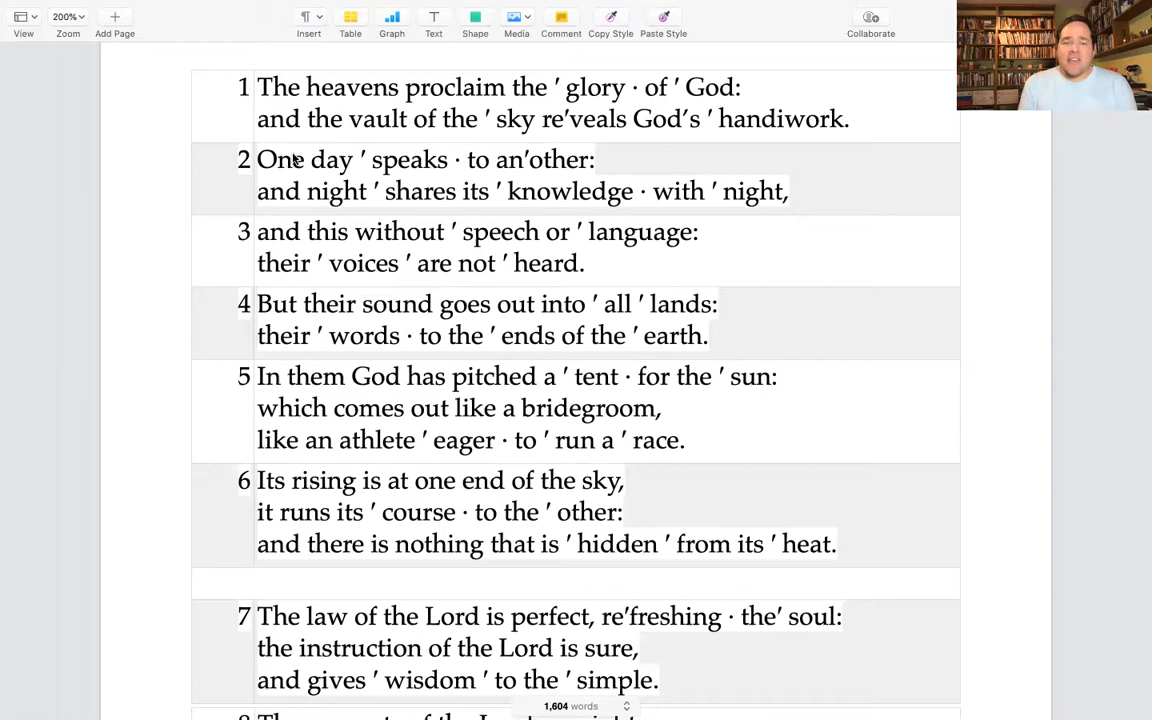 200%
View
Zoom
Add Page
Insert
Table
Graph
Text
Shape
Media
Comment
Copy Style
Paste Style
Collaborate
1 The heavens proclaim the ′ glory · of ′ God:
and the vault of the ′ sky re′veals God’s ′ handiwork.
2 One day ′ speaks · to an′other:
and night ′ shares its ′ knowledge · with ′ night,
3 and this without ′ speech or ′ language:
their ′ voices ′ are not ′ heard.
4 But their sound goes out into ′ all ′ lands:
their ′ words · to the ′ ends of the ′ earth.
5 In them God has pitched a ′ tent · for the ′ sun:
which comes out like a bridegroom,
like an athlete ′ eager · to ′ run a ′ race.
6 Its rising is at one end of the sky,
it runs its ′ course · to the ′ other:
and there is nothing that is ′ hidden ′ from its ′ heat.
7 The law of the Lord is perfect, re′freshing · the′ soul:
the instruction of the Lord is sure,
and gives ′ wisdom ′ to the ′ simple.
1,604 words